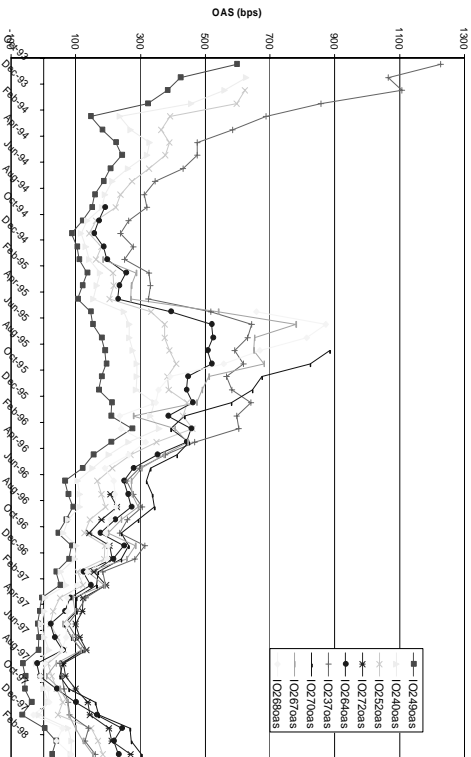 OAS (bps)
-100
100
300
500
700
900
1100
1300
Oct-93
Dec-93
Feb-94
Apr-94
Jun-94
Aug-94
Oct-94
Dec-94
Feb-95
Apr-95
Jun-95
Aug-95
Oct-95
Dec-95
Feb-96
Apr-96
Jun-96
Aug-96
Oct-96
Dec-96
Feb-97
Apr-97
Jun-97
Aug-97
Oct-97
Dec-97
Feb-98
IO249oas
IO240oas
IO252oas
IO272oas
IO264oas
IO237oas
IO270oas
IO267oas
IO268oas